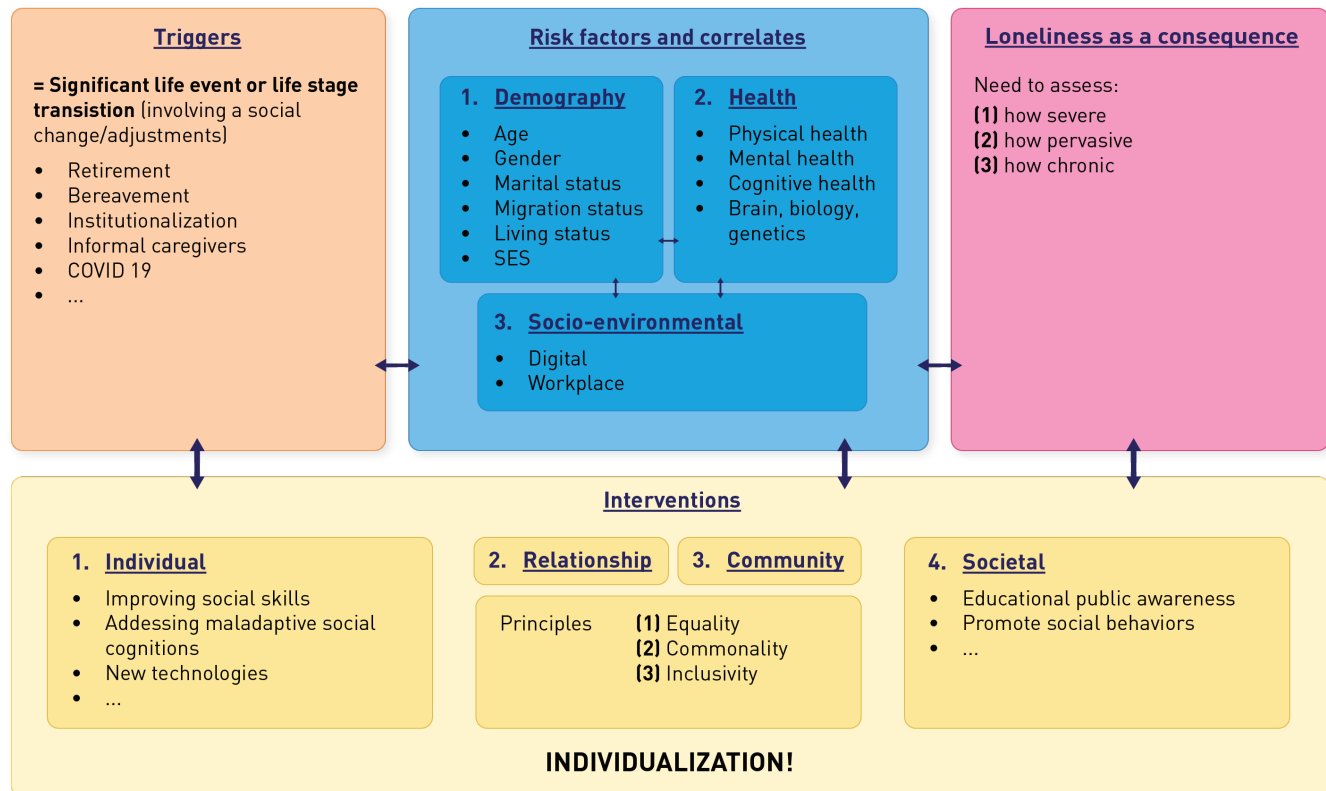 Triggers
= Significant life event or life stage
transistion (involving a social
change/adjustments)
• Retirement
• Bereavement
• Institutionalization
• Informal caregivers
• COVID 19
• ...
Risk factors and correlates
1. Demography
• Age
• Gender
• Marital status
• Migration status
• Living status
• SES
2. Health
• Physical health
• Mental health
• Cognitive health
• Brain, biology,
genetics
3. Socio-environmental
• Digital
• Workplace
Loneliness as a consequence
Need to assess:
(1) how severe
(2) how pervasive
(3) how chronic
Interventions
1. Individual
• Improving social skills
• Addessing maladaptive social
cognitions
• New technologies
• ...
2. Relationship
3. Community
Principles (1) Equality
(2) Commonality
(3) Inclusivity
4. Societal
• Educational public awareness
• Promote social behaviors
• ...
INDIVIDUALIZATION!